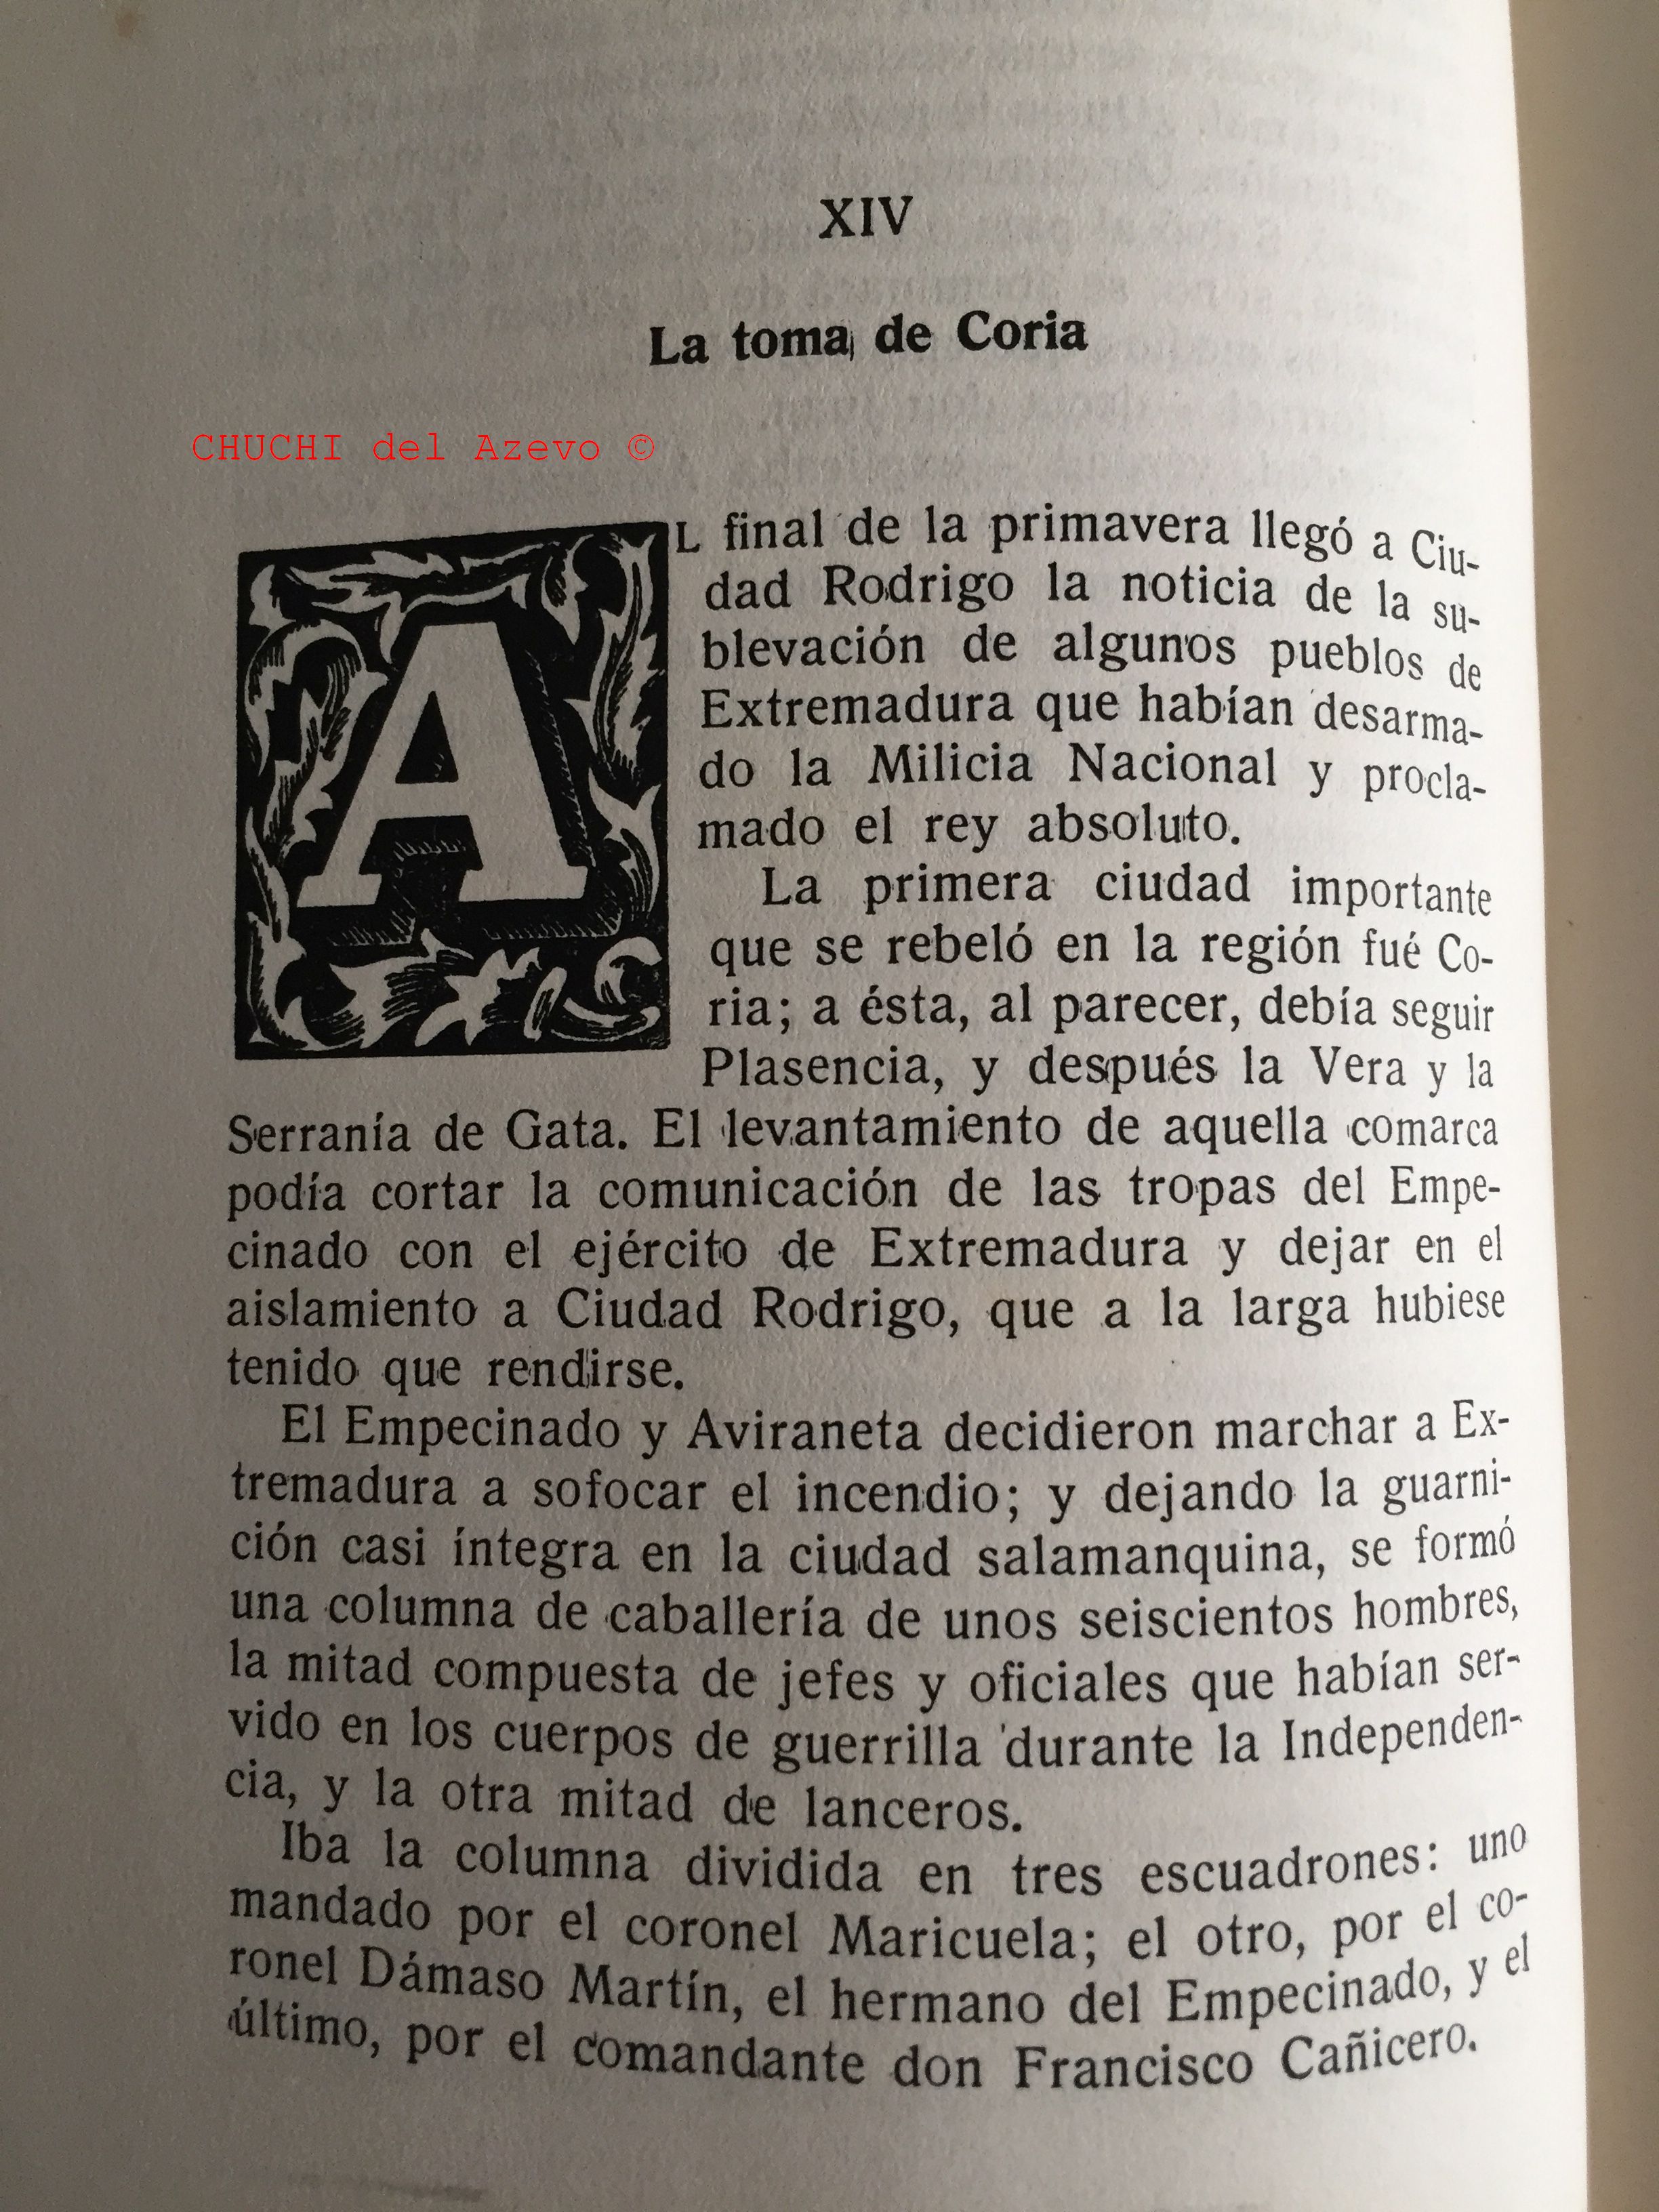 XIV
La toma de Coria
CHUCHI del Azevo ©
AL final de la primavera llegó a Ciu-
dad Rodrigo la noticia de la su-
blevación de algunos pueblos de
Extremadura que habían desarma-
do la Milicia Nacional y procla-
mado el rey absoluto.
La primera ciudad importante
que se rebeló en la región fué Co-
ria; a ésta, al parecer, debía seguir
Plasencia, y después la Vera y la
Serranía de Gata. El levantamiento de aquella comarca
podía cortar la comunicación de las tropas del Empe-
cinado con el ejército de Extremadura y dejar en el
aislamiento a Ciudad Rodrigo, que a la larga hubiese
tenido que rendirse.
El Empecinado y Aviraneta decidieron marchar a Ex-
tremadura a sofocar el incendio; y dejando la guarni-
ción casi íntegra en la ciudad salamanquina, se formó
una columna de caballería de unos seiscientos hombres,
la mitad compuesta de jefes y oficiales que habían ser-
vido en los cuerpos de guerrilla durante la Independen-
cia, y la otra mitad de lanceros.
Iba la columna dividida en tres escuadrones: uno
mandado por el coronel Maricuela; el otro, por el co-
ronel Dámaso Martín, el hermano del Empecinado, y el
último, por el comandante don Francisco Cañicero.